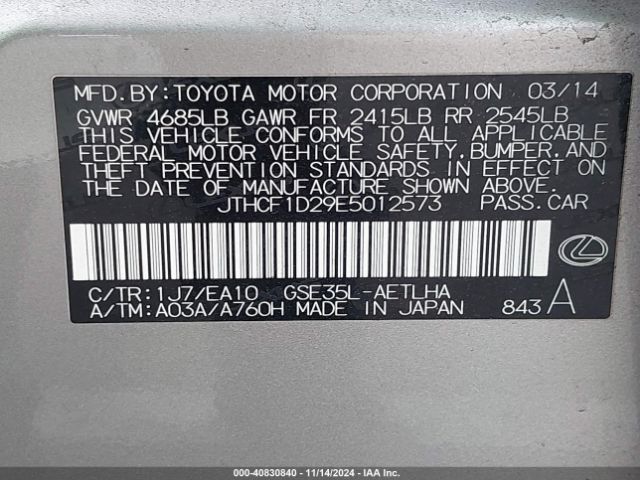 MFD.BY:TOYOTA MOTOR CORPORATION 03/14
GVWR 4685LB GAWR FR 2415LB RR 2545LB
THIS VEHICLE CONFORMS TO ALL APPLICABLE
FEDERAL MOTOR VEHICLE SAFETY,BUMPER,AND
THEFT PREVENTION STANDARDS IN EFFECT ON
THE DATE OF MANUFACTURE SHOWN ABOVE.
JTHCF1D29E5012573 PASS.CAR
C/TR:1J7/EA10 GSE35L-AETLHA
A/TM:A03A/A760H MADE IN JAPAN 843 A
000-40830840 - 11/14/2024 - IAAI.COM